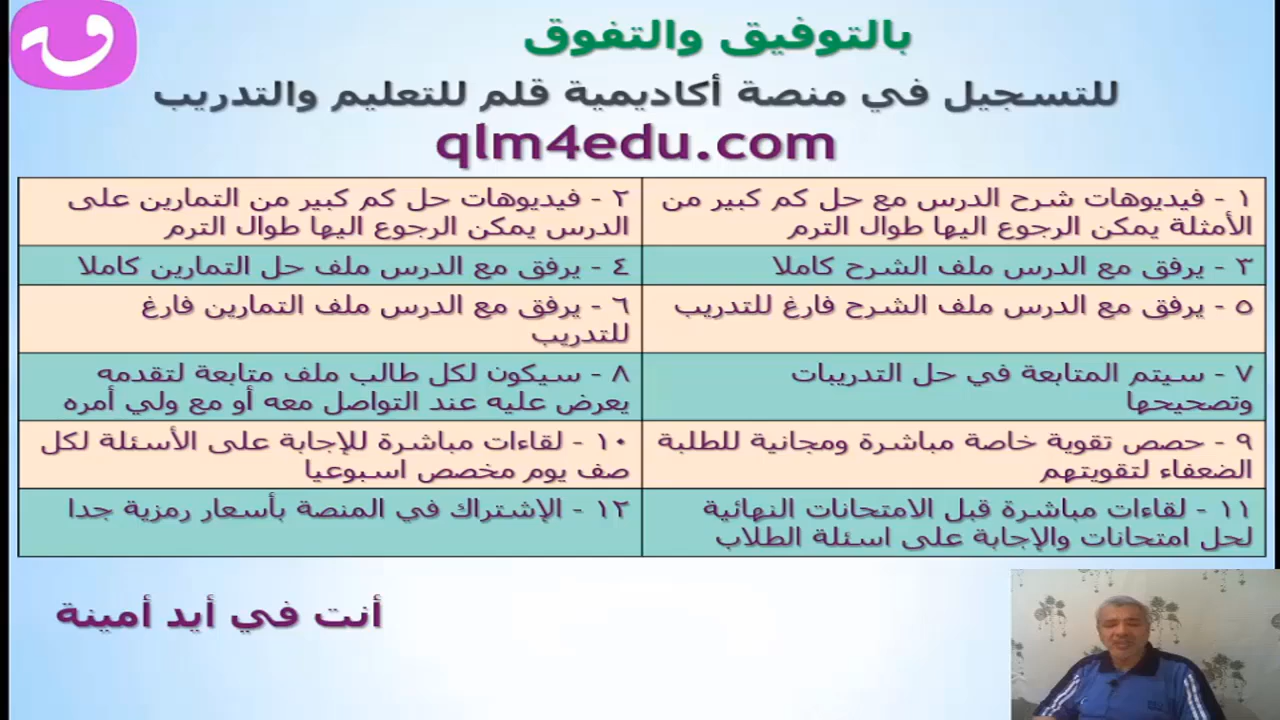 بالتوفيق والتفوق
للتسجيل في منصة أكاديمية قلم للتعليم والتدريب
qlm4edu.com
١ - فيديوهات شرح الدرس مع حل كم كبير من
الأمثلة يمكن الرجوع اليها طوال الترم
٢ - فيديوهات حل كم كبير من التمارين على
الدرس يمكن الرجوع اليها طوال الترم
٣ - يرفق مع الدرس ملف الشرح كاملا
٤ - يرفق مع الدرس ملف حل التمارين كاملا
٥ - يرفق مع الدرس ملف الشرح فارغ للتدريب
٦ - يرفق مع الدرس ملف التمارين فارغ
للتدريب
٧ - سيتم المتابعة في حل التدريبات
وتصحيحها
٨ - سيكون لكل طالب ملف متابعة لتقدمه
يعرض عليه عند التواصل معه أو مع ولي أمره
٩ - حصص تقوية خاصة مباشرة ومجانية للطلبة
الضعفاء لتقويتهم
١٠ - لقاءات مباشرة للإجابة على الأسئلة لكل
صف يوم مخصص اسبوعيا
١١ - لقاءات مباشرة قبل الامتحانات النهائية
لحل امتحانات والإجابة على اسئلة الطلاب
١٢ - الإشتراك في المنصة بأسعار رمزية جدا
أنت في أيد أمينة